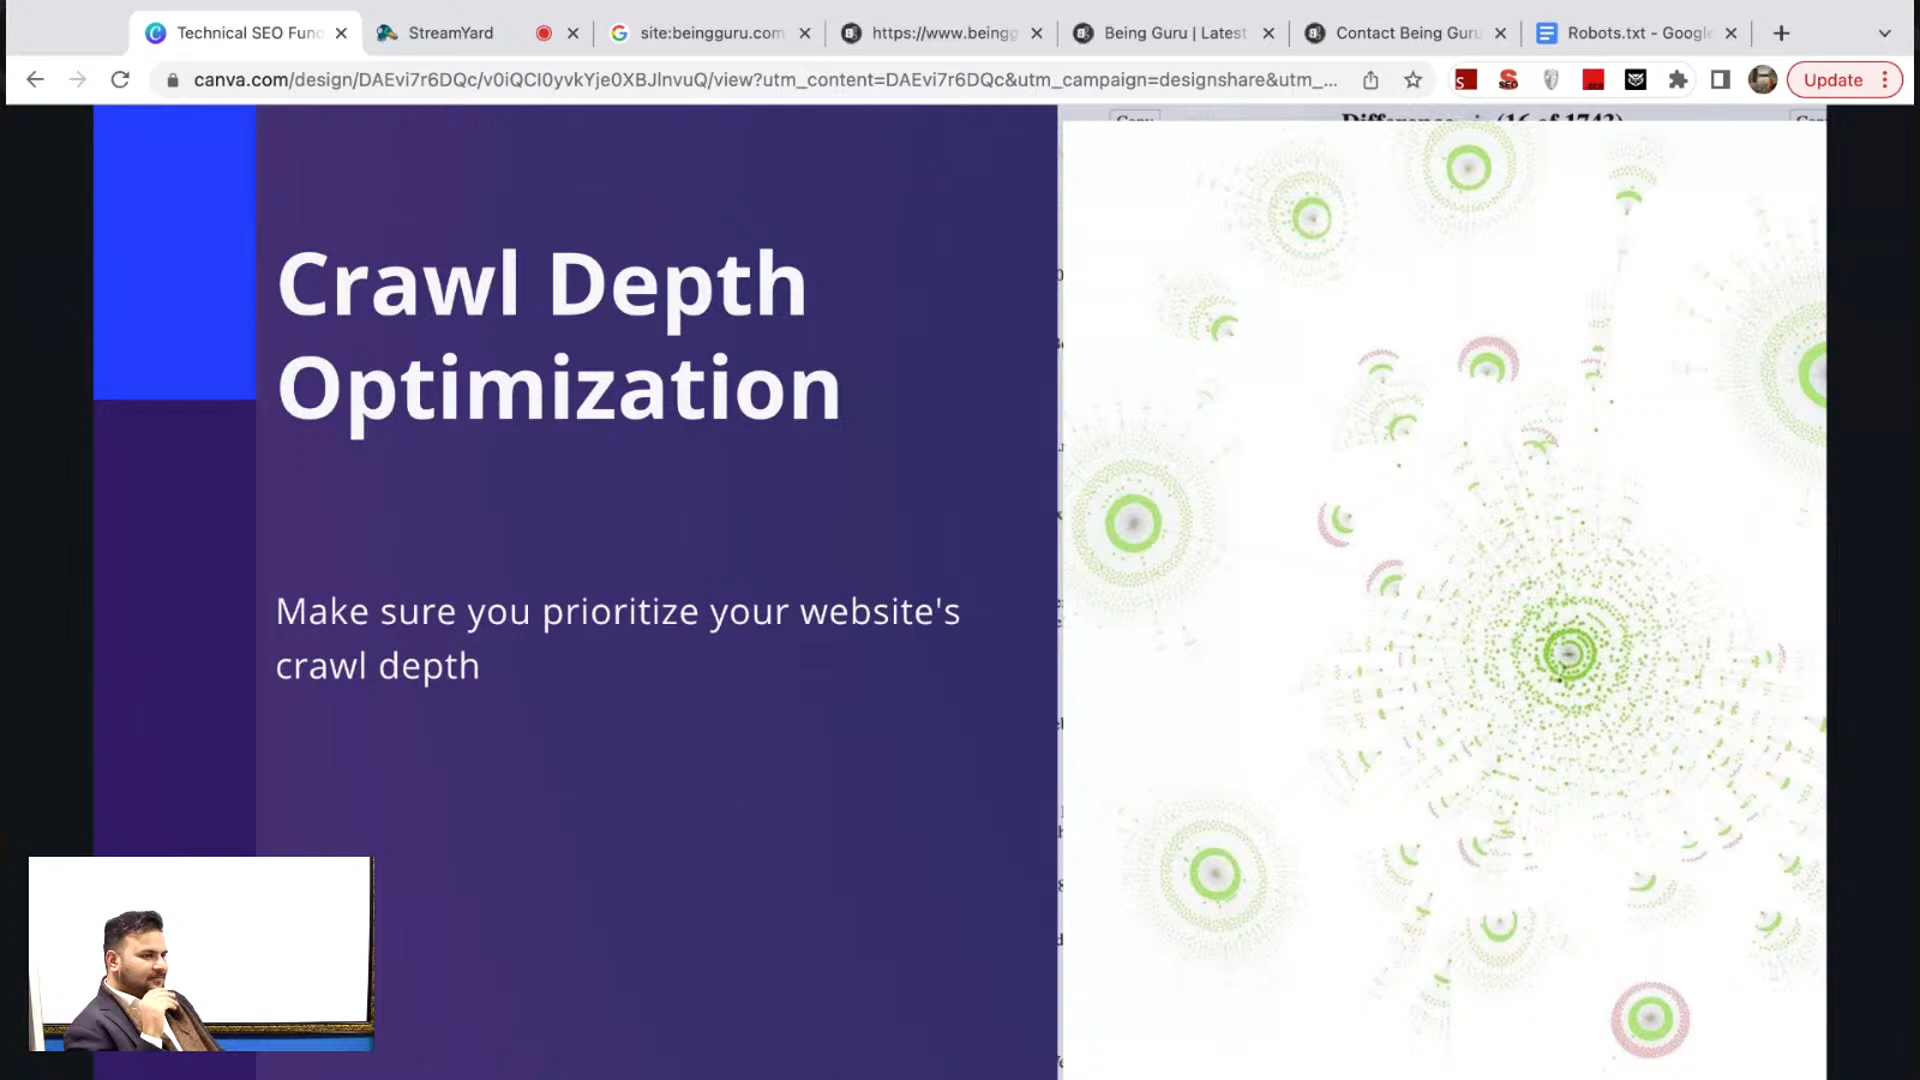 Technical SEO Fund
StreamYard
site:beingguru.com
https://www.beingg
Being Guru | Latest
Contact Being Guru
Robots.txt - Google
canva.com/design/DAEvi7r6DQc/v0iQCI0yvkYje0XBJlnvuQ/view?utm_content=DAEvi7r6DQc&utm_campaign=designshare&utm_...
SEO
Update
Crawl Depth
Optimization
Make sure you prioritize your website's
crawl depth